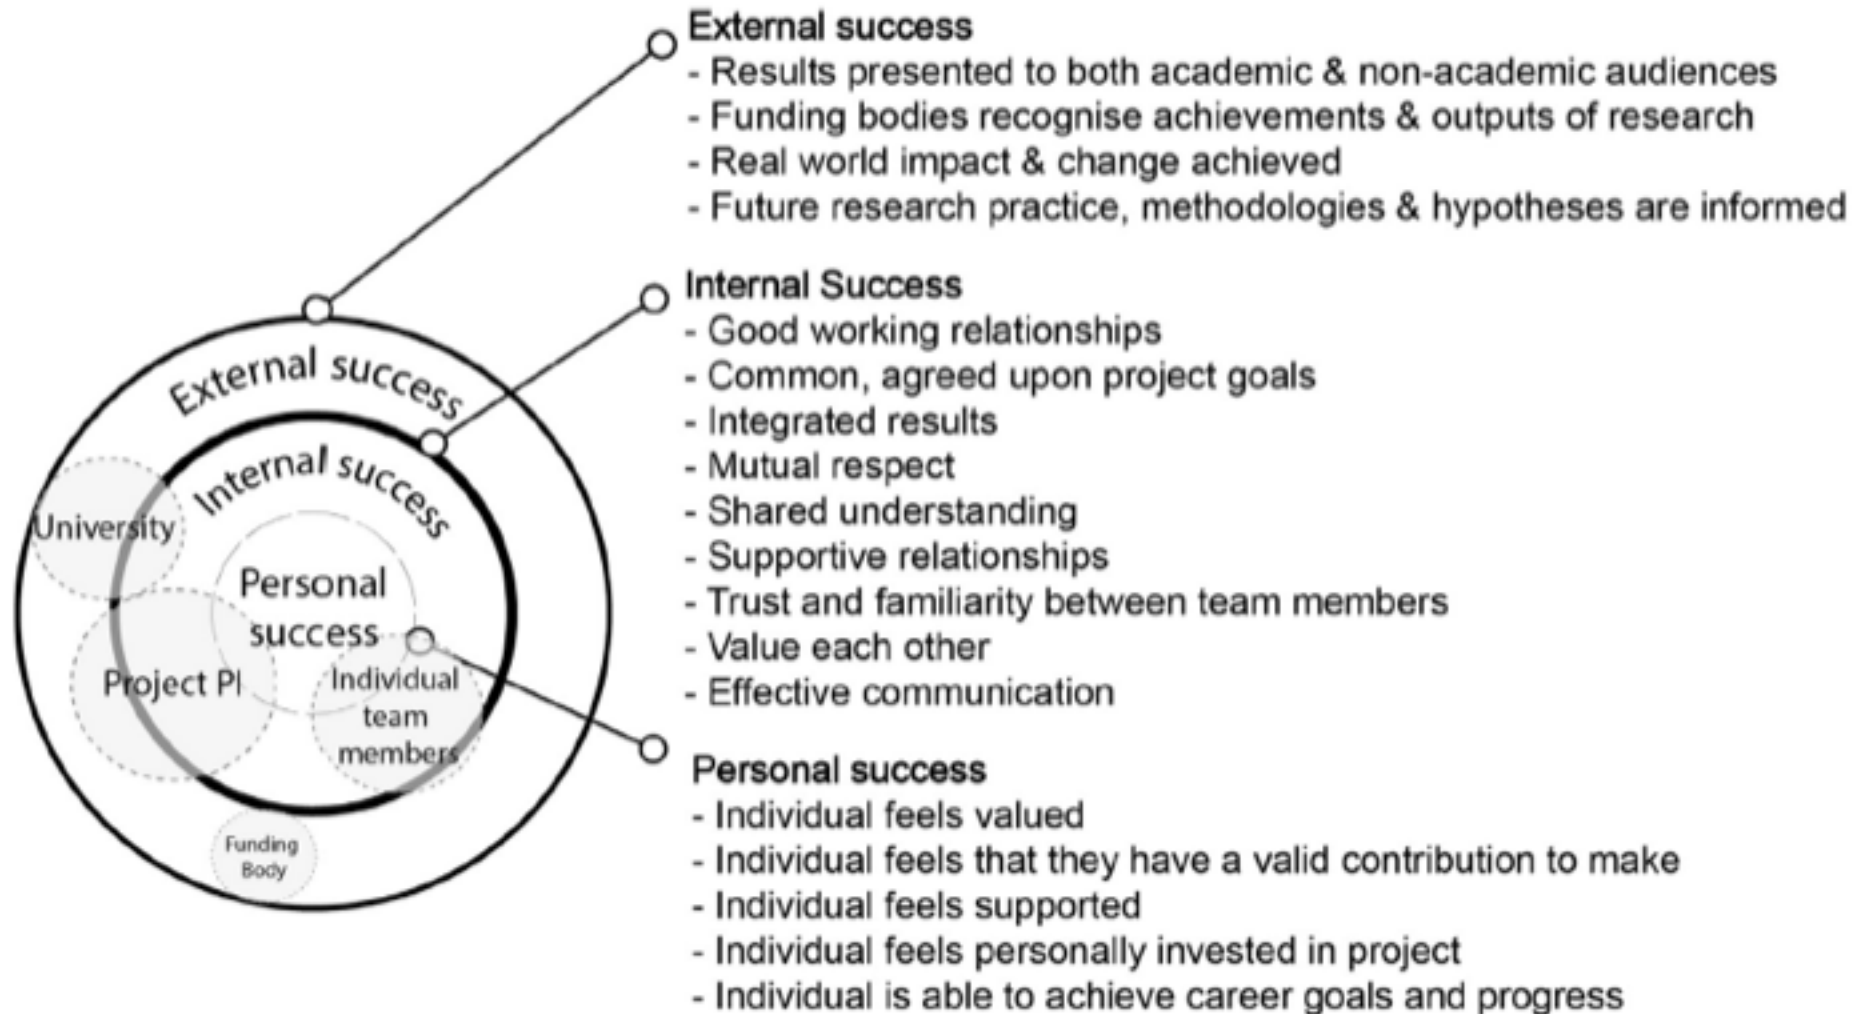 External success
- Results presented to both academic & non-academic audiences
- Funding bodies recognise achievements & outputs of research
- Real world impact & change achieved
- Future research practice, methodologies & hypotheses are informed
Internal Success
- Good working relationships
- Common, agreed upon project goals
- Integrated results
- Mutual respect
- Shared understanding
- Supportive relationships
- Trust and familiarity between team members
- Value each other
- Effective communication
Personal success
- Individual feels valued
- Individual feels that they have a valid contribution to make
- Individual feels supported
- Individual feels personally invested in project
- Individual is able to achieve career goals and progress
External success
Internal success
University
Personal
success
Project PI
Individual
team
members
Funding
Body